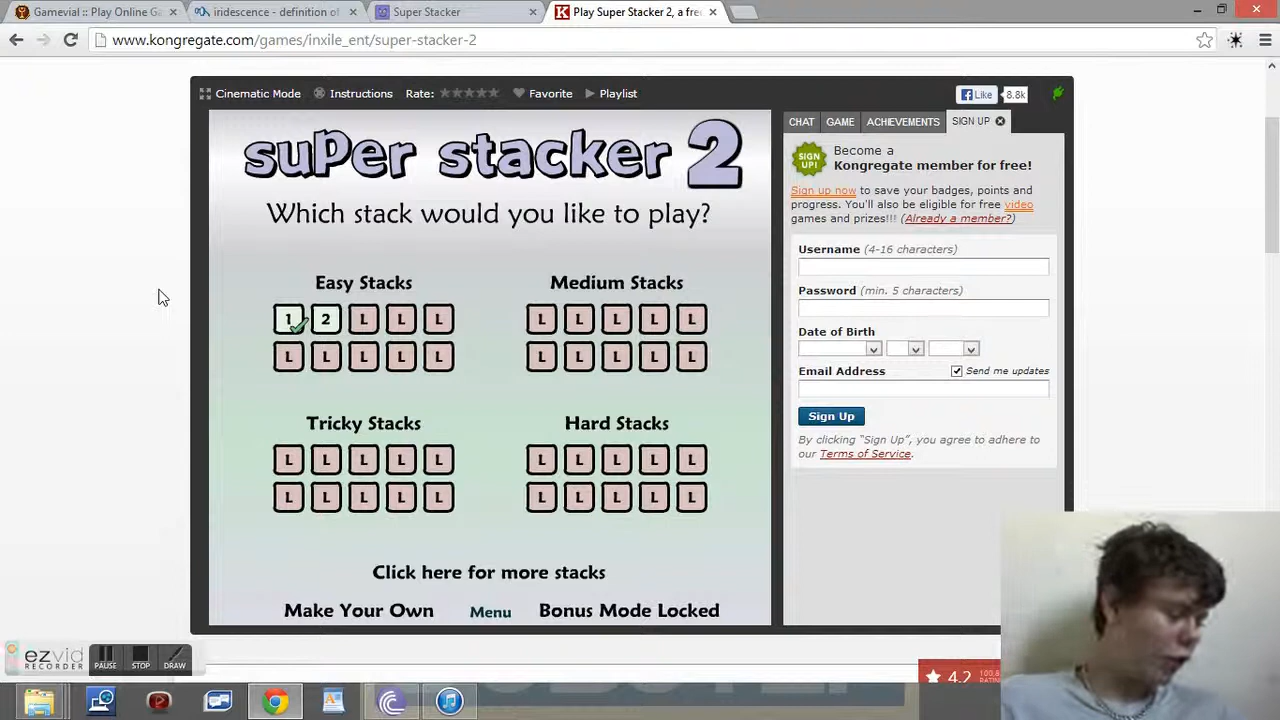 Gamevial :: Play Online G
iridescence - definition of
Super Stacker
Play Super Stacker 2, a fre
www.kongregate.com/games/inxile_ent/super-stacker-2
Cinematic Mode
Instructions
Rate:
Favorite
Playlist
Like
8.8k
super stacker 2
Which stack would you like to play?
Easy Stacks
Medium Stacks
1 2 L L L
L L L L L
L L L L L
L L L L L
Tricky Stacks
Hard Stacks
L L L L L
L L L L L
L L L L L
L L L L L
Click here for more stacks
Make Your Own
Menu
Bonus Mode Locked
CHAT
GAME
ACHIEVEMENTS
SIGN UP
SIGN UP!
Become a
Kongregate member for free!
Sign up now to save your badges, points and
progress. You'll also be eligible for free video
games and prizes!!! (Already a member?)
Username (4-16 characters)
Password (min. 5 characters)
Date of Birth
Email Address
Send me updates
Sign Up
By clicking "Sign Up", you agree to adhere to
our Terms of Service.
4.2
ezvid
RECORDER
PAUSE
STOP
DRAW